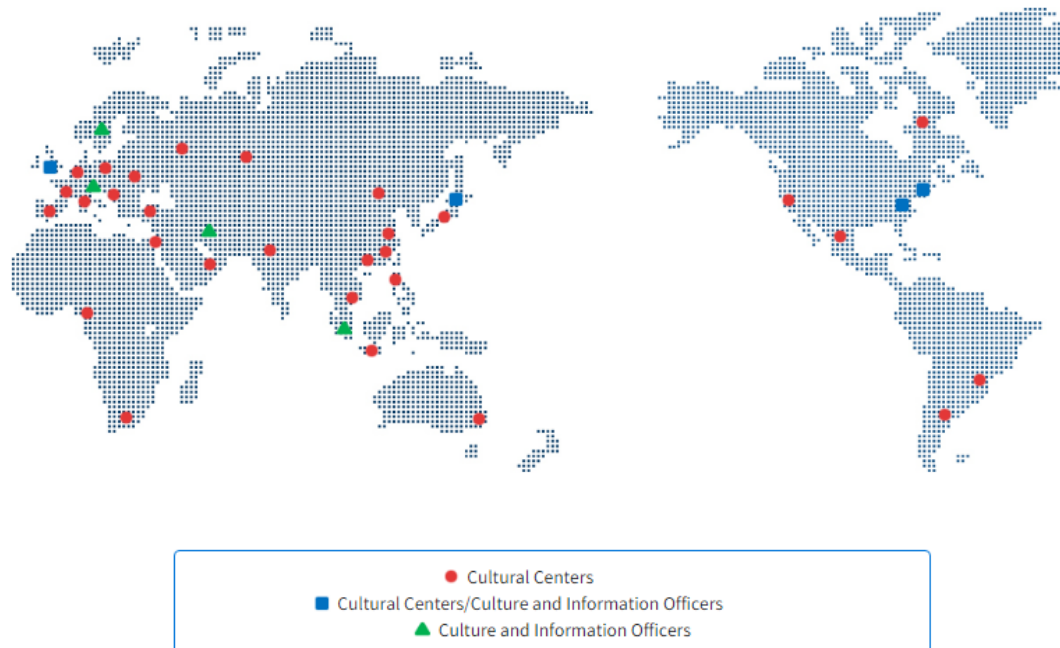 Cultural Centers
Cultural Centers/Culture and Information Officers
Culture and Information Officers